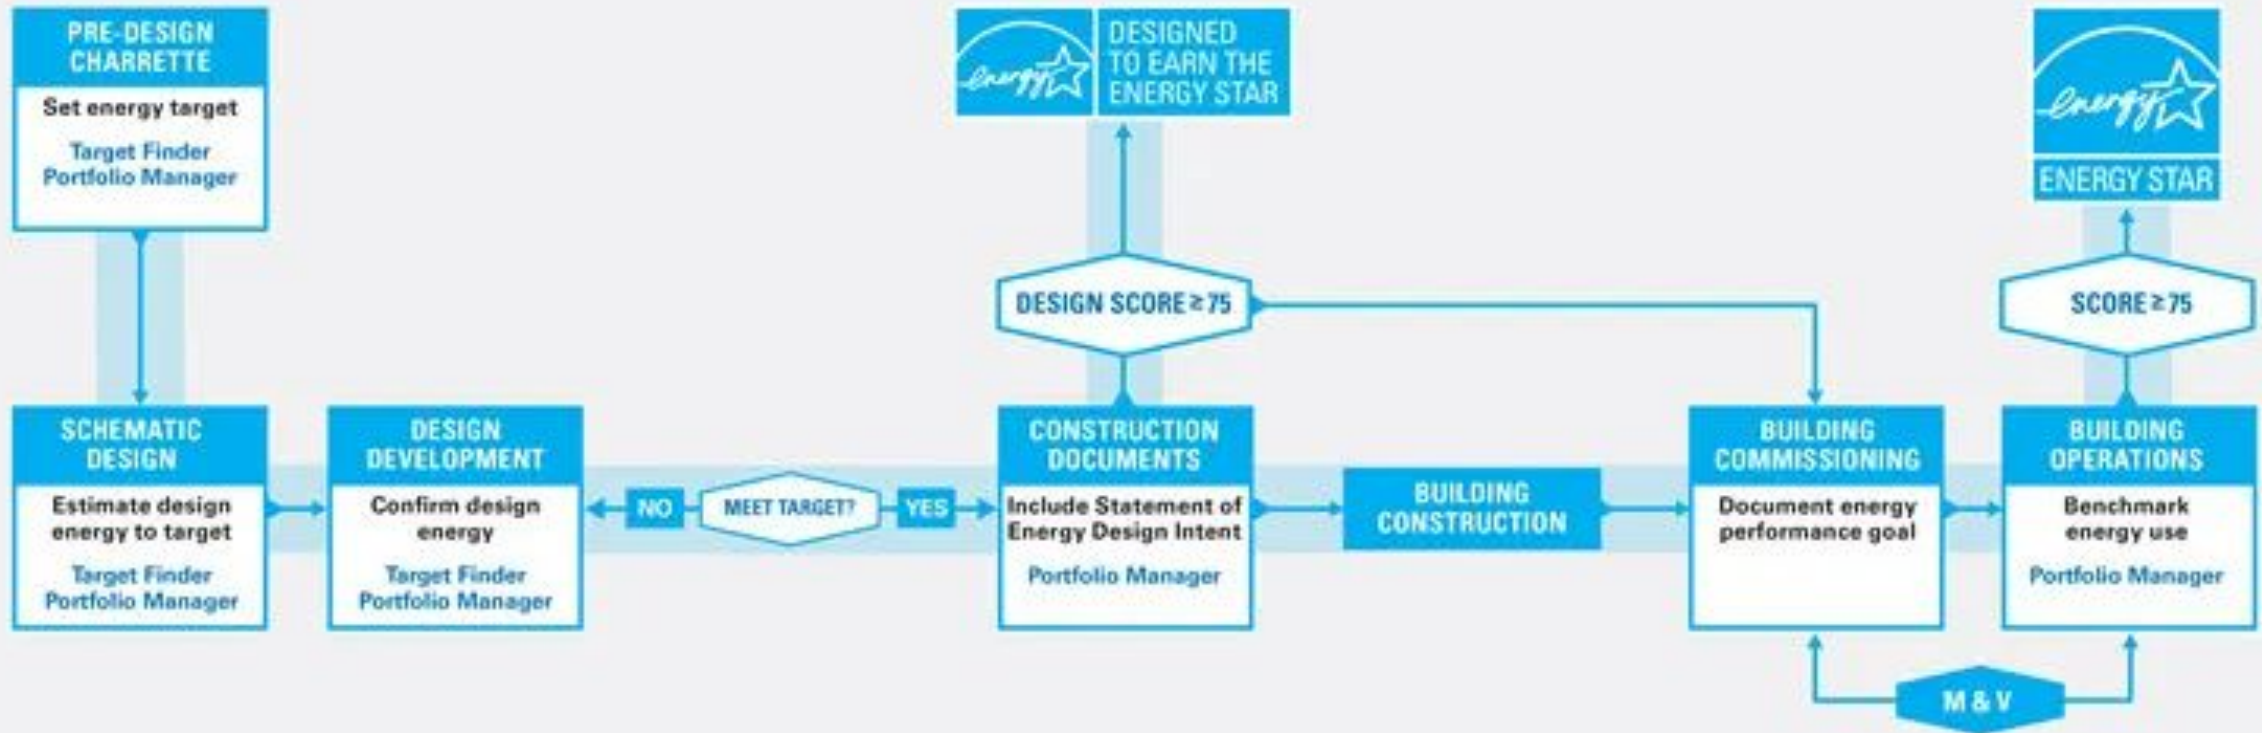 PRE-DESIGN
CHARRETTE
Set energy target
Target Finder
Portfolio Manager
energy
DESIGNED
TO EARN THE
ENERGY STAR
energy
ENERGY STAR
DESIGN SCORE ≥ 75
SCORE ≥ 75
SCHEMATIC
DESIGN
Estimate design
energy to target
Target Finder
Portfolio Manager
DESIGN
DEVELOPMENT
Confirm design
energy
Target Finder
Portfolio Manager
NO
MEET TARGET?
YES
CONSTRUCTION
DOCUMENTS
Include Statement of
Energy Design Intent
Portfolio Manager
BUILDING
CONSTRUCTION
BUILDING
COMMISSIONING
Document energy
performance goal
BUILDING
OPERATIONS
Benchmark
energy use
Portfolio Manager
M & V